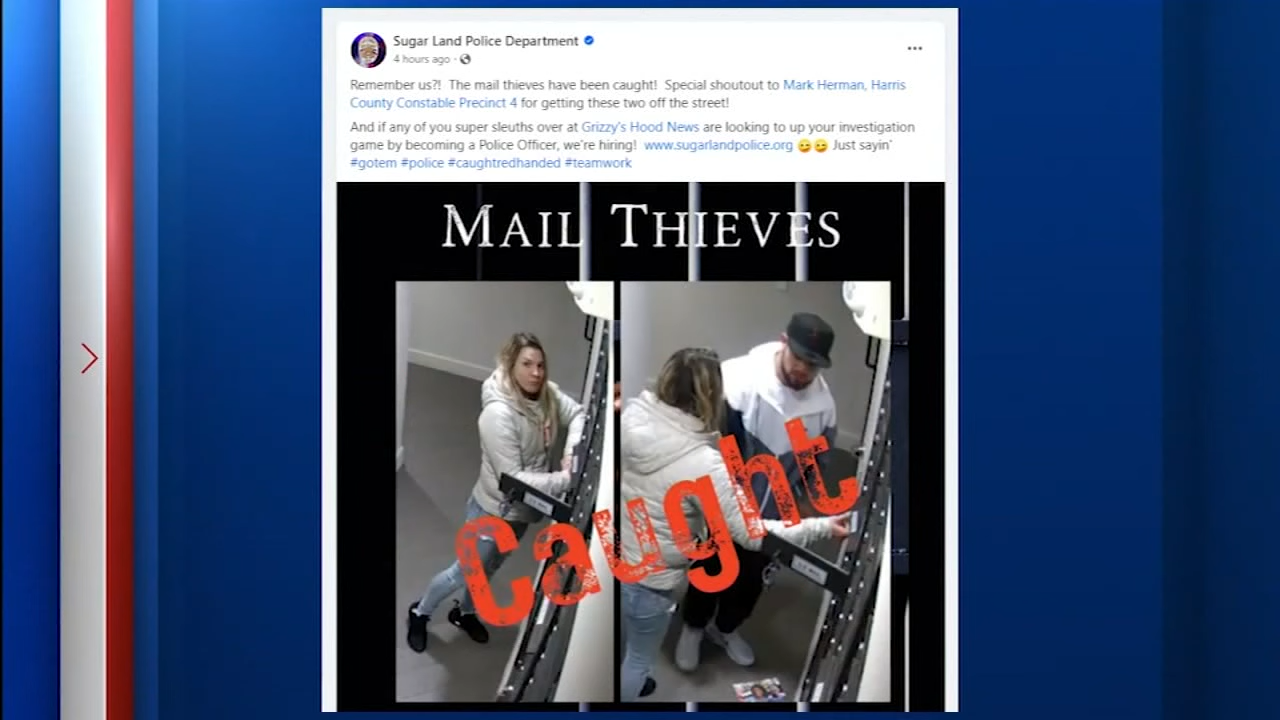 Sugar Land Police Department
4 hours ago ·
Remember us?! The mail thieves have been caught! Special shoutout to Mark Herman, Harris
County Constable Precinct 4 for getting these two off the street!
And if any of you super sleuths over at Grizzy's Hood News are looking to up your investigation
game by becoming a Police Officer, we're hiring! www.sugarlandpolice.org 😋😋 Just sayin'
#gotem #police #caughtredhanded #teamwork
MAIL THIEVES
Caught